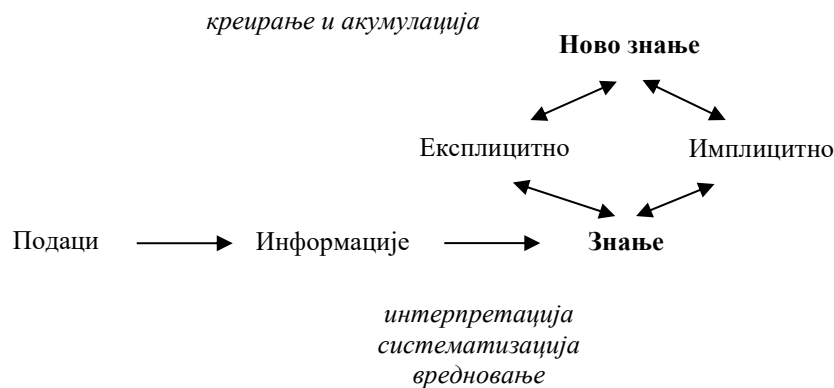 креирање и акумулација
Ново знање
Експлицитно Имплицитно
Подаци Информације Знање
интерпретација
систематизација
вредновање